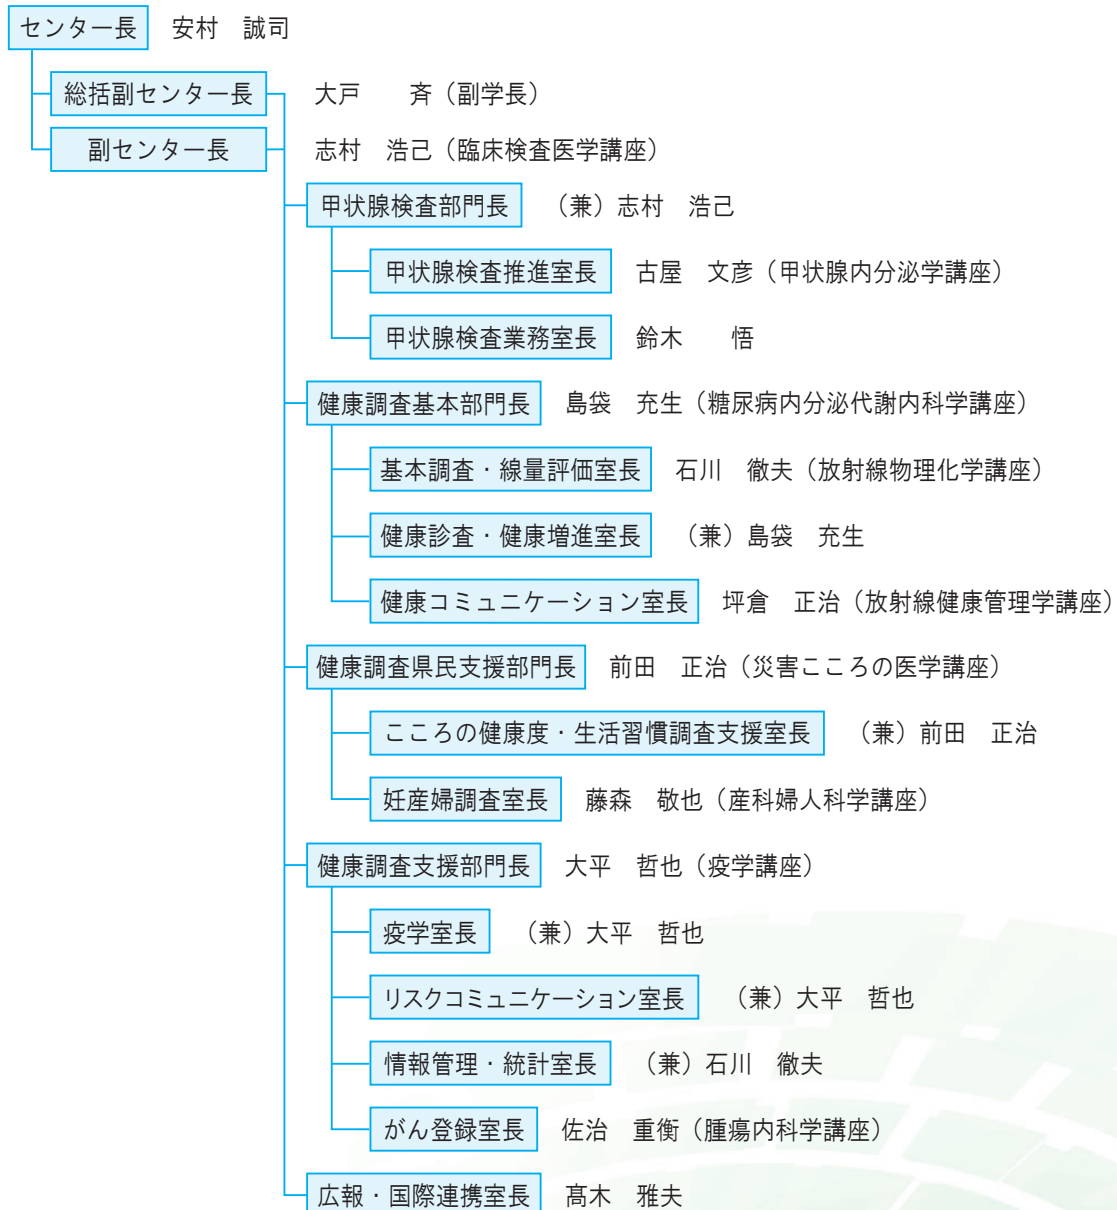 センター長 安村 誠司
総括副センター長 大戸 斉（副学長）
副センター長 志村 浩己（臨床検査医学講座）
甲状腺検査部門長 （兼）志村 浩己
甲状腺検査推進室長 古屋 文彦（甲状腺内分泌学講座）
甲状腺検査業務室長 鈴木 悟
健康調査基本部門長 島袋 充生（糖尿病内分泌代謝内科学講座）
基本調査・線量評価室長 石川 徹夫（放射線物理化学講座）
健康診査・健康増進室長 （兼）島袋 充生
健康コミュニケーション室長 坪倉 正治（放射線健康管理学講座）
健康調査県民支援部門長 前田 正治（災害こころの医学講座）
こころの健康度・生活習慣調査支援室長 （兼）前田 正治
妊産婦調査室長 藤森 敬也（産科婦人科学講座）
健康調査支援部門長 大平 哲也（疫学講座）
疫学室長 （兼）大平 哲也
リスクコミュニケーション室長 （兼）大平 哲也
情報管理・統計室長 （兼）石川 徹夫
がん登録室長 佐治 重衡（腫瘍内科学講座）
広報・国際連携室長 髙木 雅夫